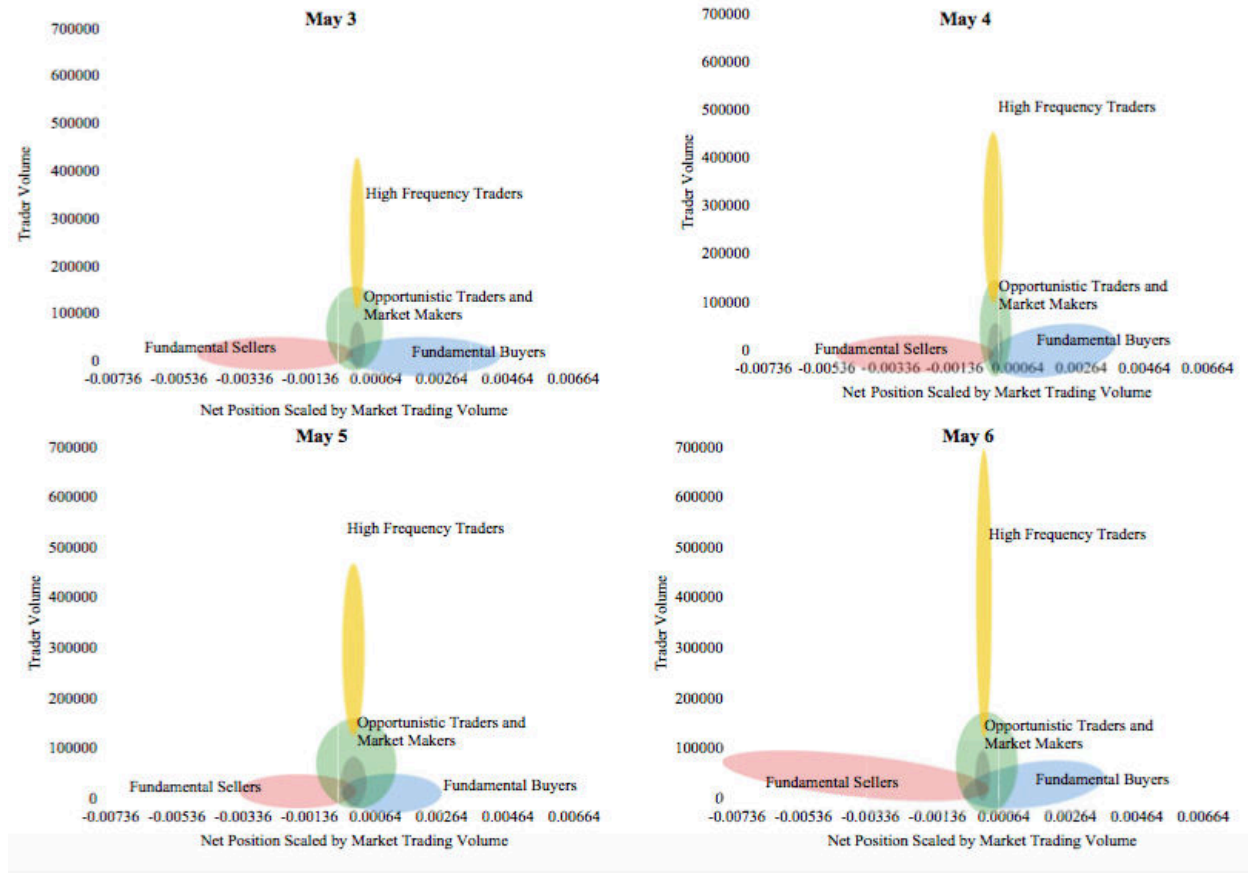 May 3
700000
600000
500000
400000
300000
200000
100000
0
Trader Volume
High Frequency Traders
Opportunistic Traders and
Market Makers
Fundamental Sellers
Fundamental Buyers
-0.00736 -0.00536 -0.00336 -0.00136 0.00064 0.00264 0.00464 0.00664
Net Position Scaled by Market Trading Volume
May 4
700000
600000
500000
400000
300000
200000
100000
0
Trader Volume
High Frequency Traders
Opportunistic Traders and
Market Makers
Fundamental Buyers
Fundamental Sellers
-0.00736 -0.00536 -0.00336 -0.00136 0.00064 0.00264 0.00464 0.00664
Net Position Scaled by Market Trading Volume
May 5
700000
600000
500000
400000
300000
200000
100000
0
Trader Volume
High Frequency Traders
Opportunistic Traders and
Market Makers
Fundamental Sellers
Fundamental Buyers
-0.00736 -0.00536 -0.00336 -0.00136 0.00064 0.00264 0.00464 0.00664
Net Position Scaled by Market Trading Volume
May 6
700000
600000
500000
400000
300000
200000
100000
0
Trader Volume
High Frequency Traders
Opportunistic Traders and
Market Makers
Fundamental Sellers
Fundamental Buyers
-0.00736 -0.00536 -0.00336 -0.00136 0.00064 0.00264 0.00464 0.00664
Net Position Scaled by Market Trading Volume